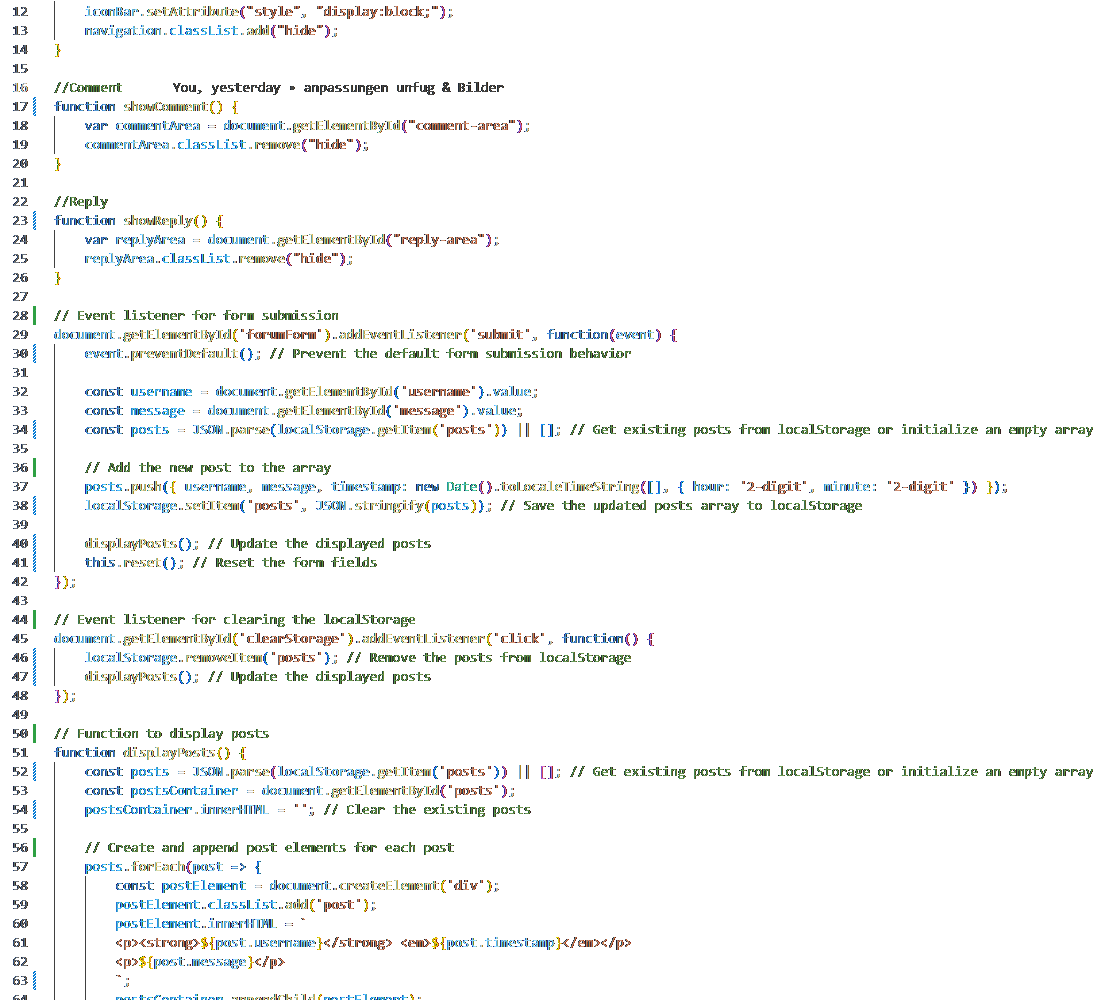 12 iconBar.setAttribute("style", "display:block;");
13 navigation.classList.add("hide");
14 }
15
16 //Comment You, yesterday • anpassungen unfug & Bilder
17 function showComment() {
18 var commentArea = document.getElementById("comment-area");
19 commentArea.classList.remove("hide");
20 }
21
22 //Reply
23 function showReply() {
24 var replyArea = document.getElementById("reply-area");
25 replyArea.classList.remove("hide");
26 }
27
28 // Event listener for form submission
29 document.getElementById('forumForm').addEventListener('submit', function(event) {
30 event.preventDefault(); // Prevent the default form submission behavior
31
32 const username = document.getElementById('username').value;
33 const message = document.getElementById('message').value;
34 const posts = JSON.parse(localStorage.getItem('posts')) || []; // Get existing posts from localStorage or initialize an empty array
35
36 // Add the new post to the array
37 posts.push({ username, message, timestamp: new Date().toLocaleTimeString([], { hour: '2-digit', minute: '2-digit' }) });
38 localStorage.setItem('posts', JSON.stringify(posts)); // Save the updated posts array to localStorage
39
40 displayPosts(); // Update the displayed posts
41 this.reset(); // Reset the form fields
42 });
43
44 // Event listener for clearing the localStorage
45 document.getElementById('clearStorage').addEventListener('click', function() {
46 localStorage.removeItem('posts'); // Remove the posts from localStorage
47 displayPosts(); // Update the displayed posts
48 });
49
50 // Function to display posts
51 function displayPosts() {
52 const posts = JSON.parse(localStorage.getItem('posts')) || []; // Get existing posts from localStorage or initialize an empty array
53 const postsContainer = document.getElementById('posts');
54 postsContainer.innerHTML = ''; // Clear the existing posts
55
56 // Create and append post elements for each post
57 posts.forEach(post => {
58 const postElement = document.createElement('div');
59 postElement.classList.add('post');
60 postElement.innerHTML = `
61 <p><strong>${post.username}</strong> <em>${post.timestamp}</em></p>
62 <p>${post.message}</p>
63 `;
64 postsContainer.appendChild(postElement);